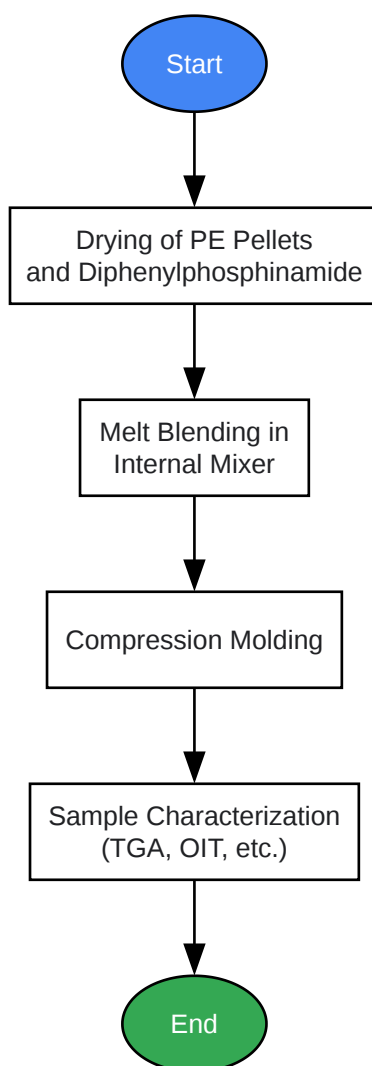 Start
Drying of PE Pellets
and Diphenylphosphinamide
Melt Blending in
Internal Mixer
Compression Molding
Sample Characterization
(TGA, OIT, etc.)
End